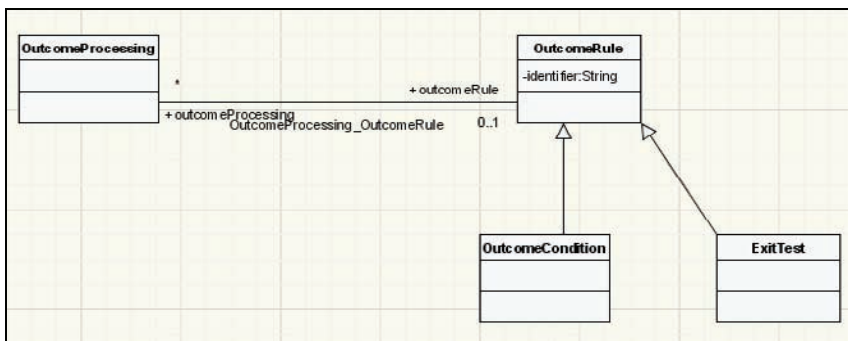 OutcomeProcessing
OutcomeRule
-identifier:String
*
+ outcomeRule
+ outcomeProcessing
OutcomeProcessing_OutcomeRule
0..1
OutcomeCondition
ExitTest